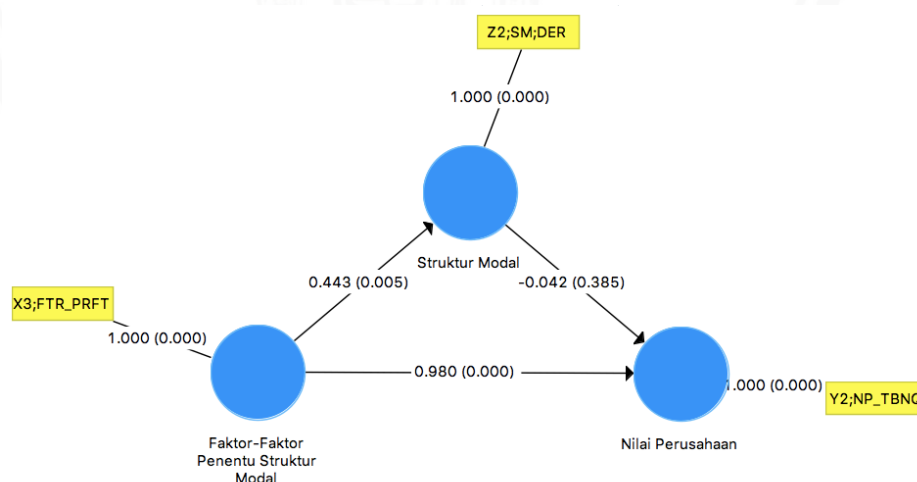 Z2;SM;DER
1.000 (0.000)
Struktur Modal
0.443 (0.005)
-0.042 (0.385)
X3;FTR_PRFT
1.000 (0.000)
0.980 (0.000)
1.000 (0.000)
Y2;NP_TBNQ
Faktor-Faktor
Penentu Struktur
Modal
Nilai Perusahaan